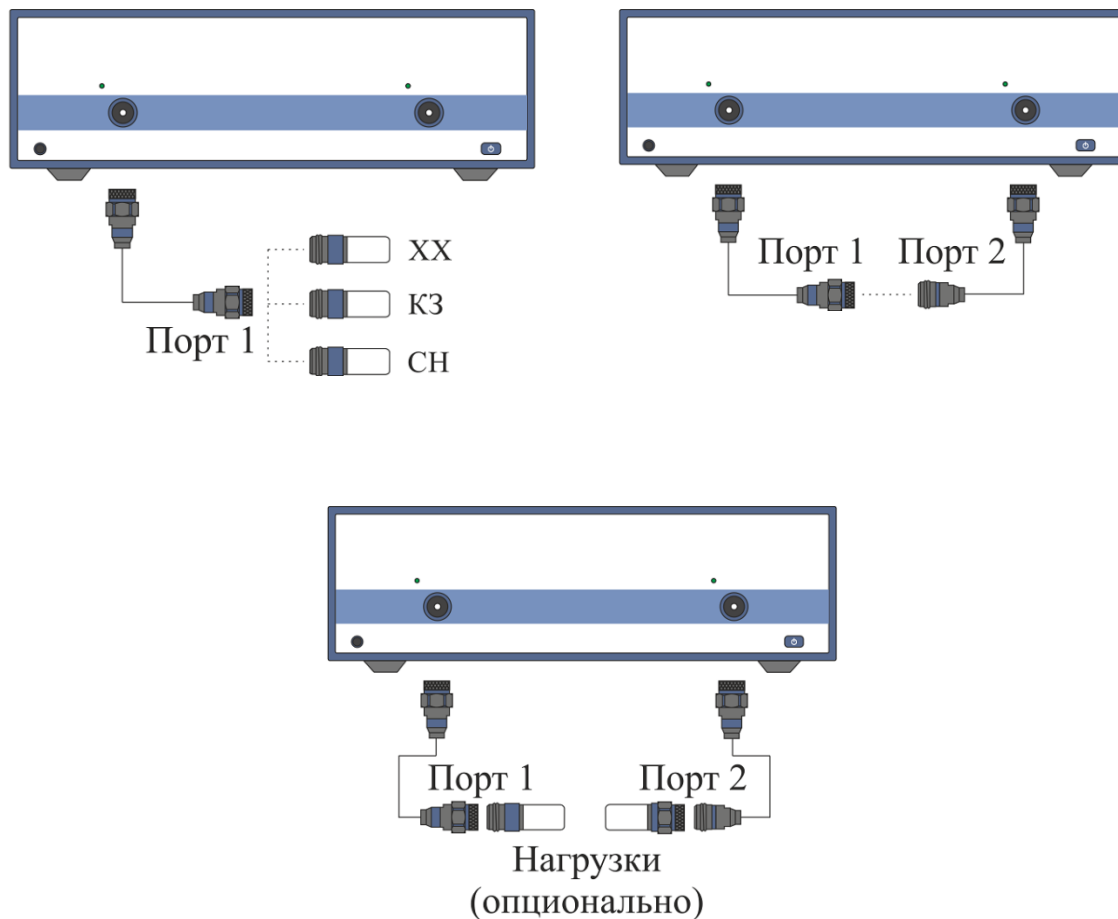 ХХ
КЗ
СН
Порт 1
Порт 1
Порт 2
Порт 1
Порт 2
Нагрузки
(опционально)